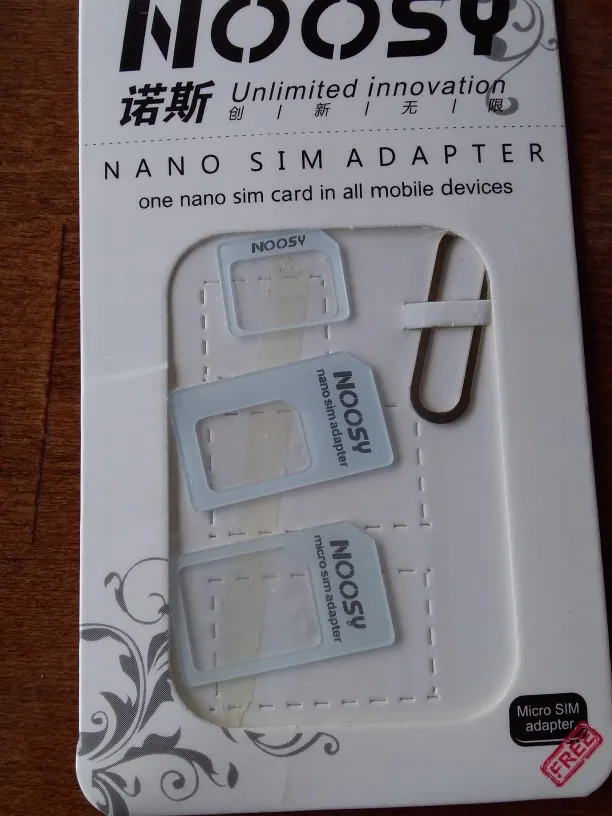 NOOSY
诺斯 Unlimited innovation
创 | 新 | 无 | 限
NANO SIM ADAPTER
one nano sim card in all mobile devices
NOOSY
NOOSY
nano sim adapter
NOOSY
micro sim adapter
Micro SIM
adapter
FREE